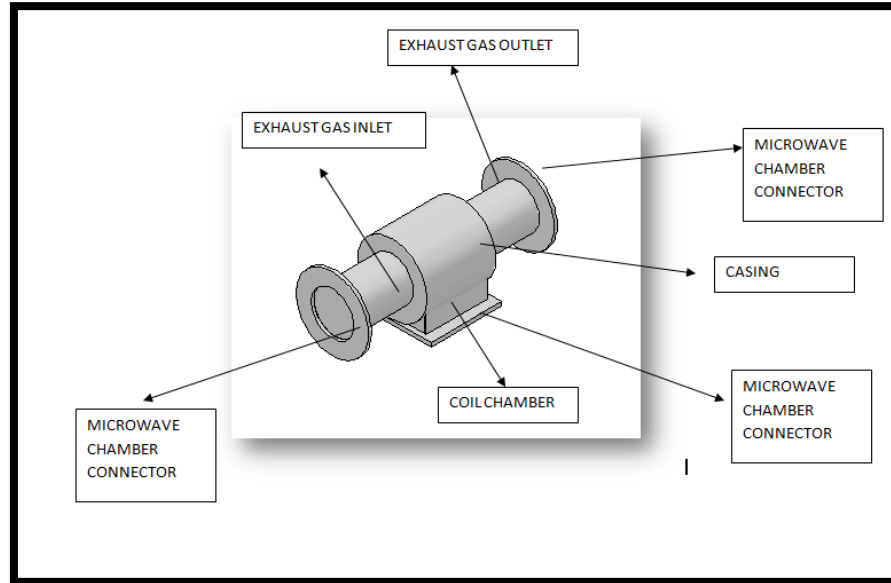 EXHAUST GAS OUTLET
EXHAUST GAS INLET
MICROWAVE
CHAMBER
CONNECTOR
CASING
COIL CHAMBER
MICROWAVE
CHAMBER
CONNECTOR
MICROWAVE
CHAMBER
CONNECTOR